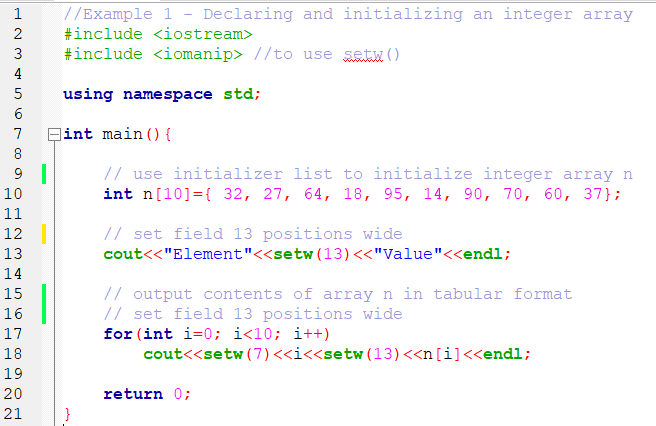 1 //Example 1 - Declaring and initializing an integer array
2 #include <iostream>
3 #include <iomanip> //to use setw()
4
5 using namespace std;
6
7 int main(){
8
9 // use initializer list to initialize integer array n
10 int n[10]={ 32, 27, 64, 18, 95, 14, 90, 70, 60, 37};
11
12 // set field 13 positions wide
13 cout<<"Element"<<setw(13)<<"Value"<<endl;
14
15 // output contents of array n in tabular format
16 // set field 13 positions wide
17 for(int i=0; i<10; i++)
18 cout<<setw(7)<<i<<setw(13)<<n[i]<<endl;
19
20 return 0;
21 }